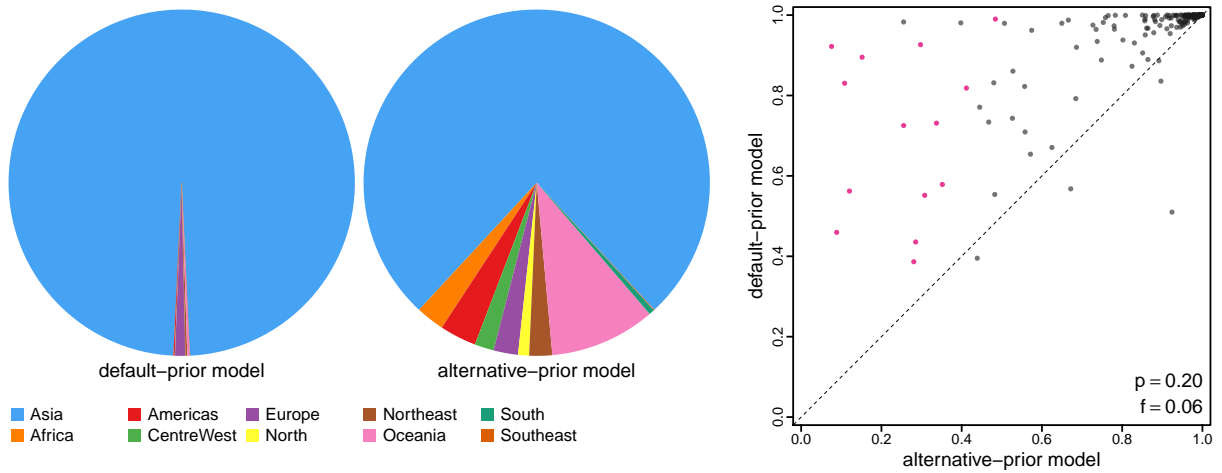 default−prior model
alternative−prior model
Asia
Americas
Europe
Northeast
South
Africa
CentreWest
North
Oceania
Southeast
default−prior model
1.0
0.8
0.6
0.4
0.2
0.0
p = 0.20
f = 0.06
0.0 0.2 0.4 0.6 0.8 1.0
alternative−prior model